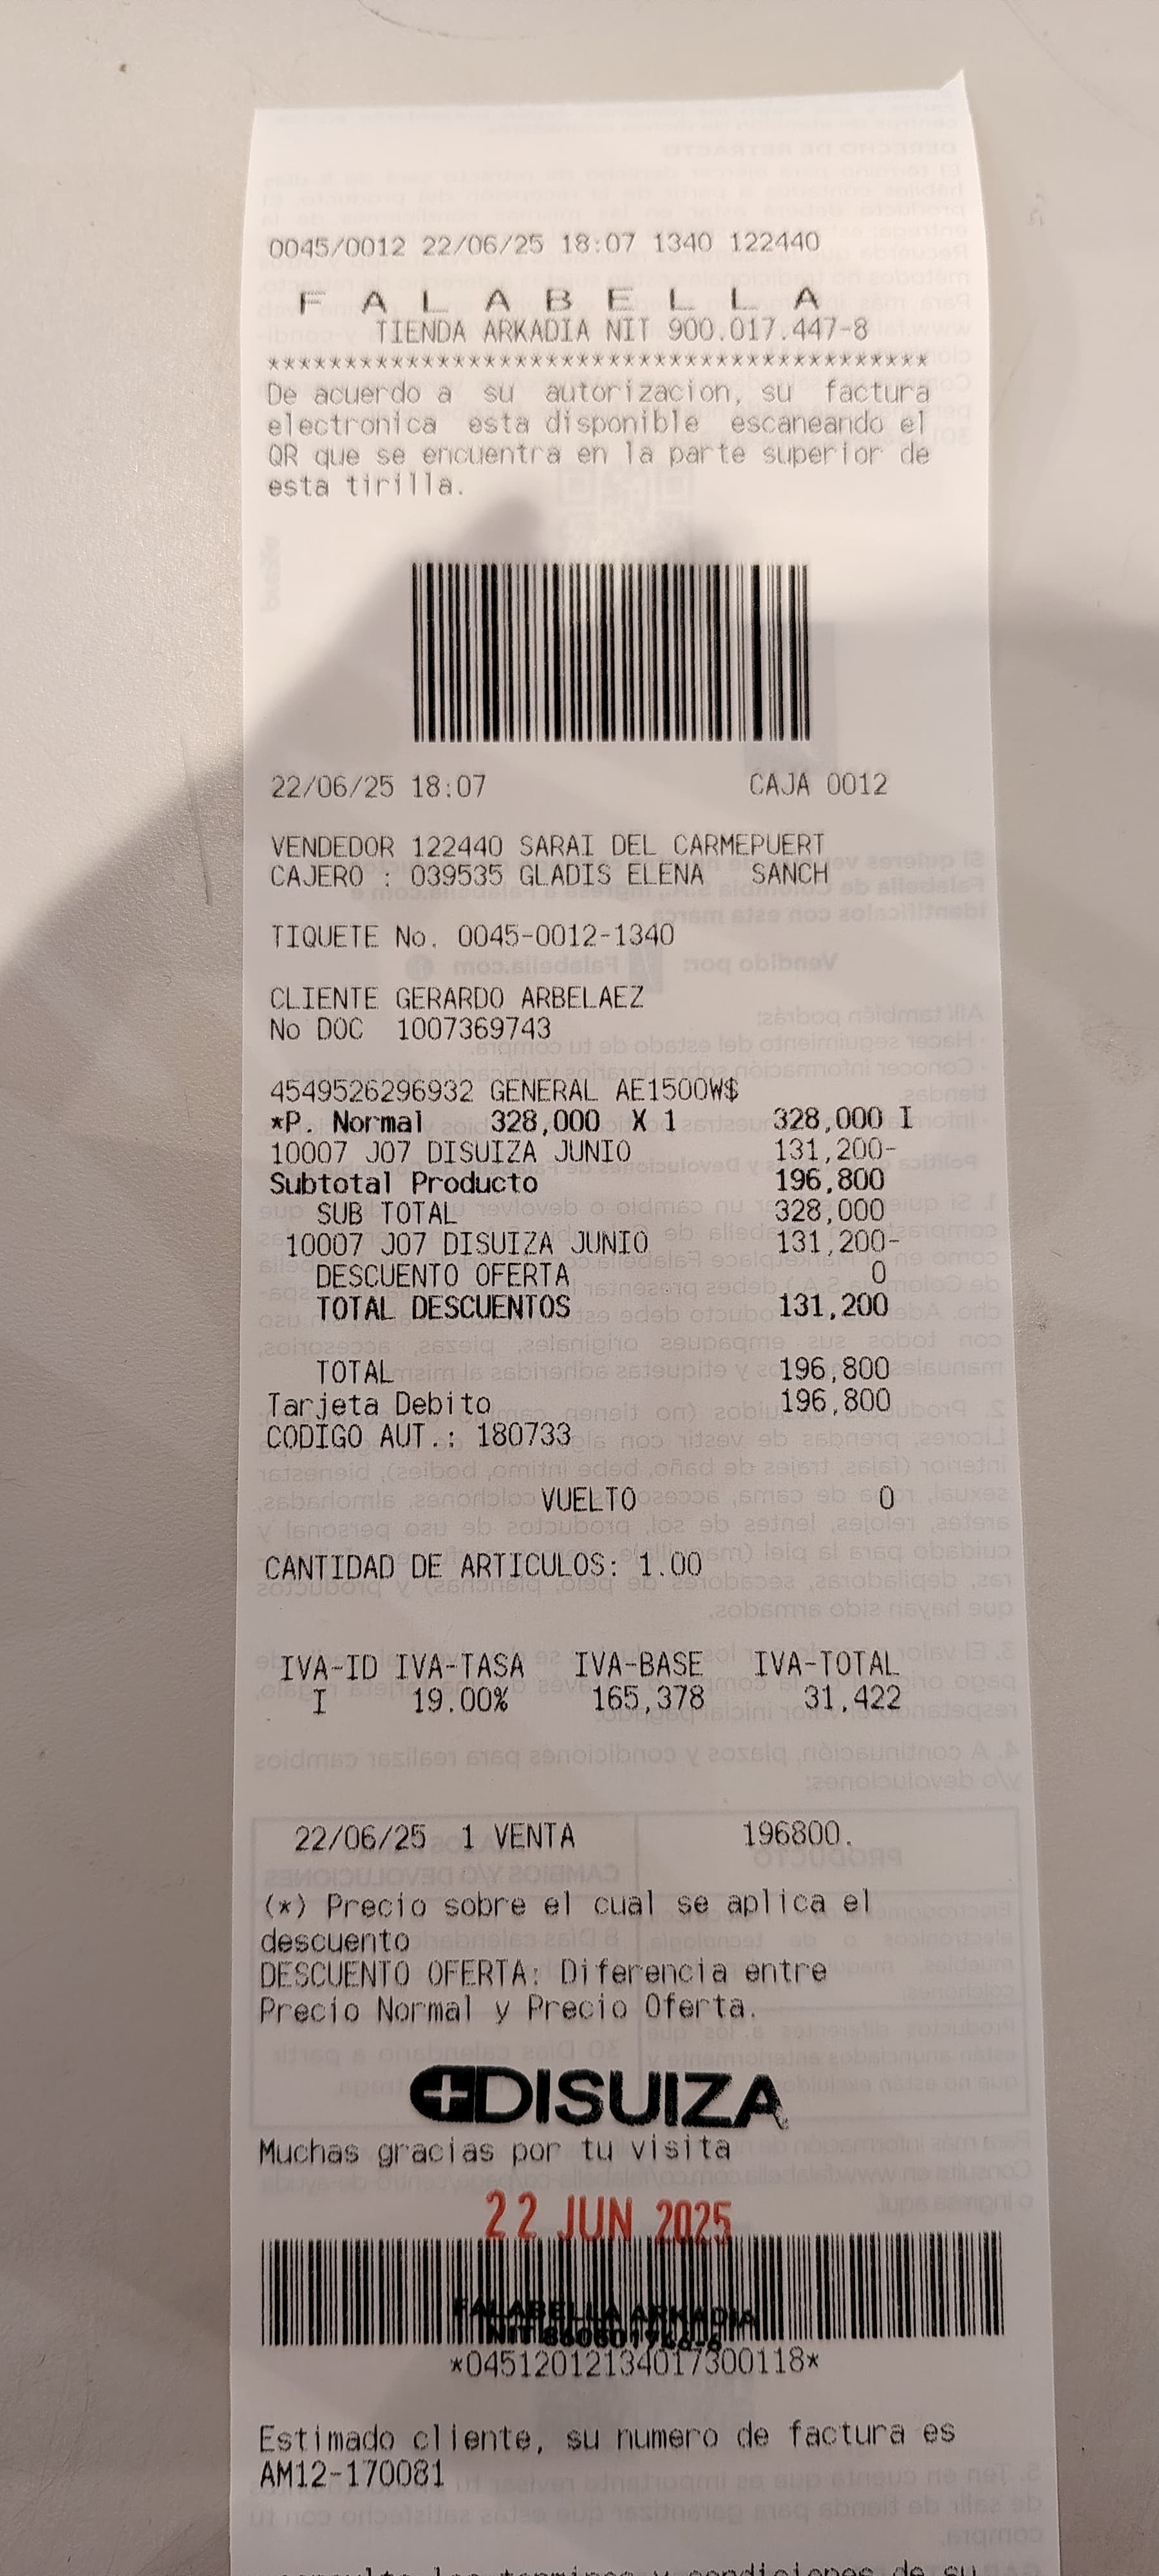 0045/0012 22/06/25 18:07 1340 122440
FALABELLA
TIENDA ARKADIA NIT 900.017.447-8
*******************************************
De acuerdo a su autorizacion, su factura
electronica esta disponible escaneando el
QR que se encuentra en la parte superior de
esta tirilla.
22/06/25 18:07 CAJA 0012
VENDEDOR 122440 SARAI DEL CARMEPUERT
CAJERO : 039535 GLADIS ELENA SANCH
TIQUETE No. 0045-0012-1340
CLIENTE GERARDO ARBELAEZ
No DOC 1007369743
4549526296932 GENERAL AE1500W$
*P. Normal 328,000 X 1 328,000 I
10007 J07 DISUIZA JUNIO 131,200-
Subtotal Producto 196,800
SUB TOTAL 328,000
10007 J07 DISUIZA JUNIO 131,200-
DESCUENTO OFERTA 0
TOTAL DESCUENTOS 131,200
TOTAL 196,800
Tarjeta Debito 196,800
CODIGO AUT.: 180733
VUELTO 0
CANTIDAD DE ARTICULOS: 1.00
IVA-ID IVA-TASA IVA-BASE IVA-TOTAL
I 19.00% 165,378 31,422
22/06/25 1 VENTA 196800.
(*) Precio sobre el cual se aplica el
descuento
DESCUENTO OFERTA: Diferencia entre
Precio Normal y Precio Oferta.
DISUIZA
Muchas gracias por tu visita
22 JUN 2025
FALABELLA ARKADIA
NIT
*04512012134017300118*
Estimado cliente, su numero de factura es
AM12-170081
terminos y condiciones de su